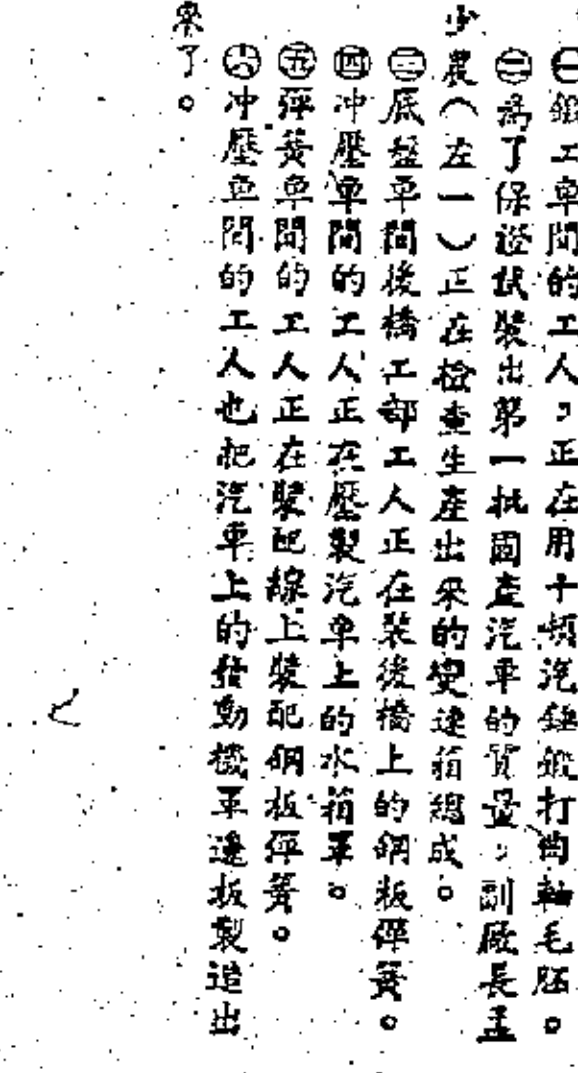 ㊀鍛工車間的工人，正在用十頓汽錘鍛打曲軸毛胚。
㊁爲了保證試裝出第一批國產汽車的質量，副廠長孟
少農（左一）正在檢查生產出來的變速箱總成。
㊂底盤車間後橋工部工人正在裝後橋上的鋼板彈簧。
㊃冲壓車間的工人正在壓製汽車上的水箱罩。
㊄彈簧車間的工人正在裝配線上裝配鋼板彈簧。
㊅冲壓車間的工人也把汽車上的發動機罩邊板製造出
來了。